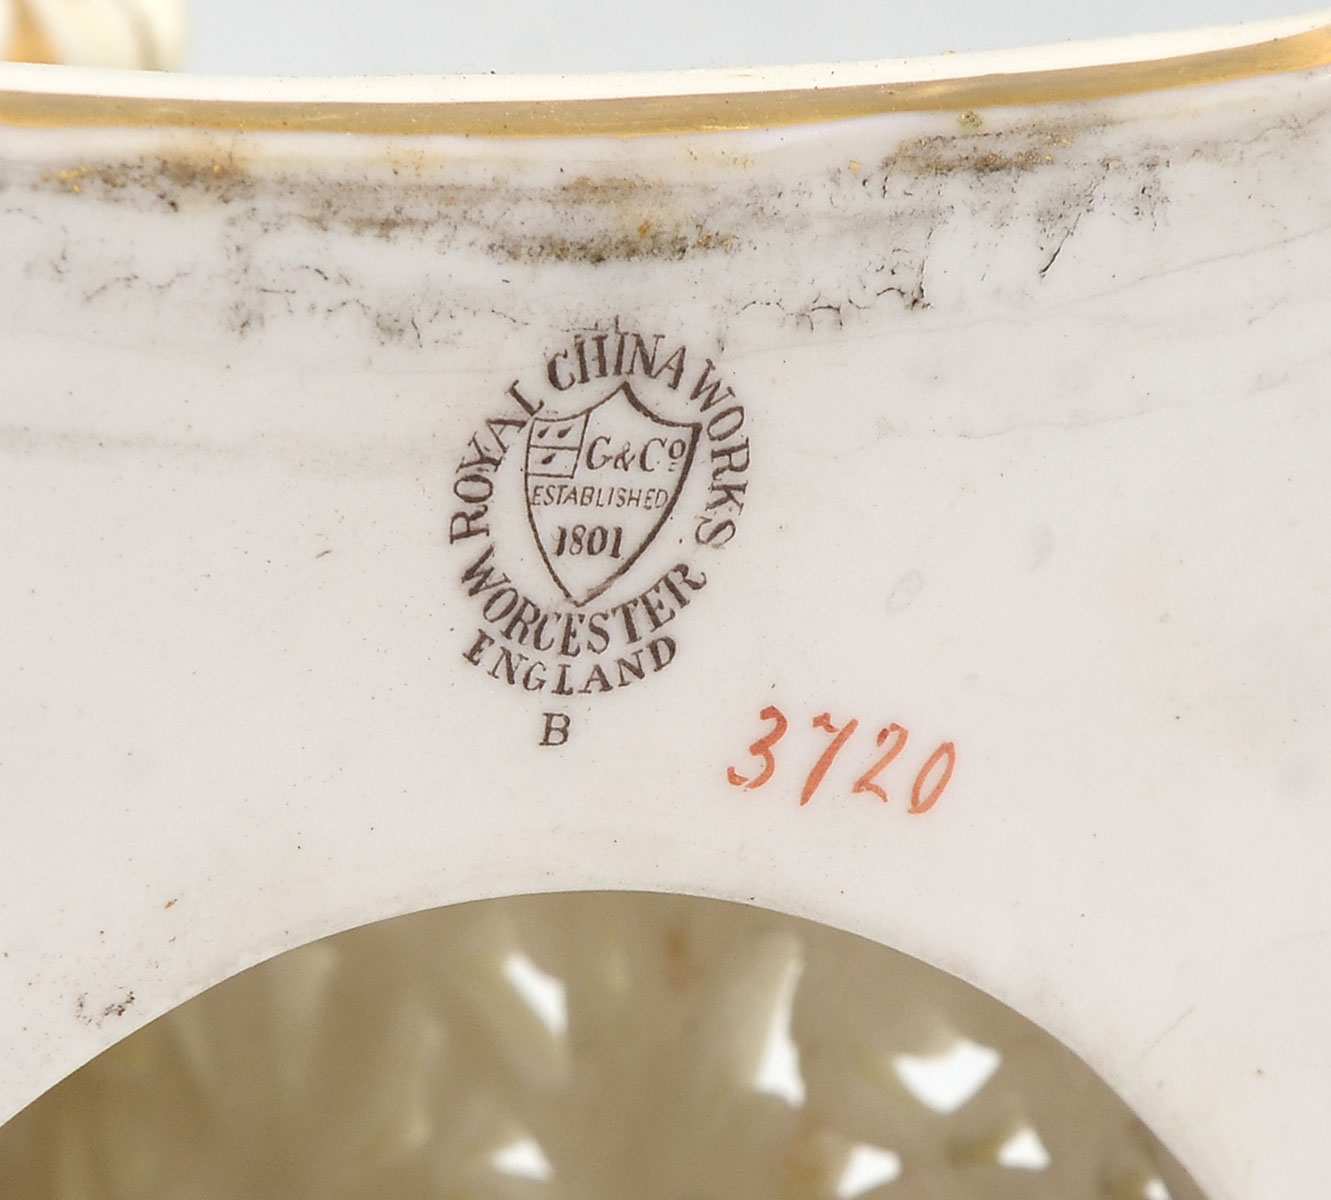 ROYAL CHINA WORKS
G & Cº
ESTABLISHED
1801
WORCESTER
ENGLAND
B
3720